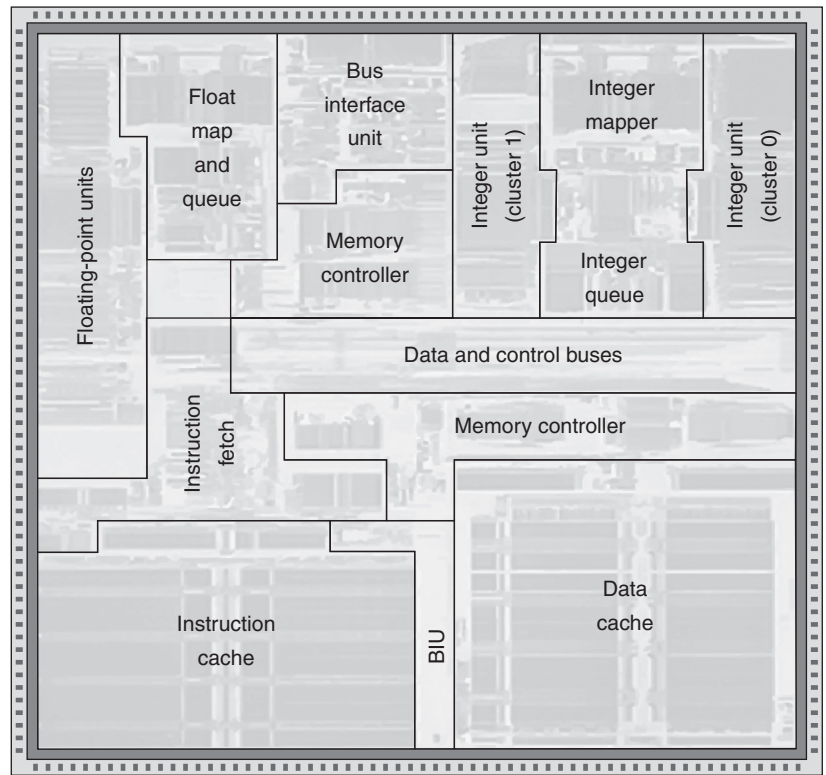 Float
map
and
queue
Bus
interface
unit
Integer unit
(cluster 1)
Integer
mapper
Integer unit
(cluster 0)
Floating-point units
Memory
controller
Integer
queue
Data and control buses
Instruction
fetch
Memory controller
Instruction
cache
BIU
Data
cache